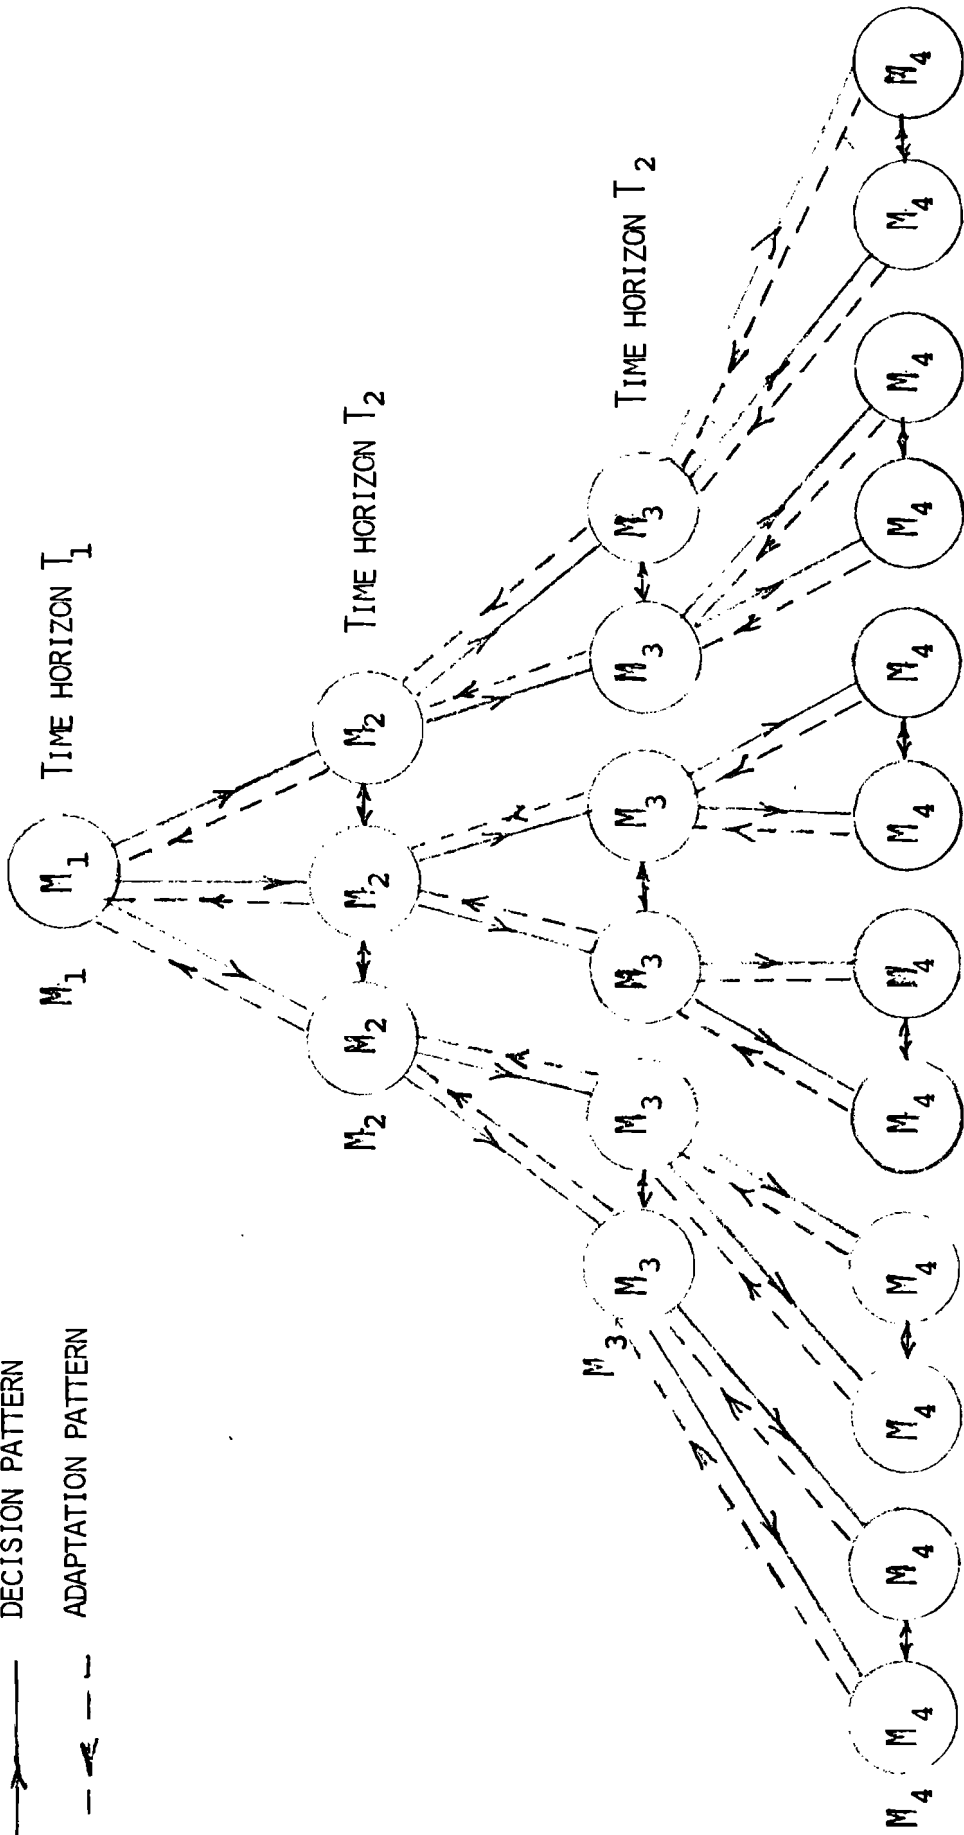 DECISION PATTERN
ADAPTATION PATTERN
M₁ M₁ TIME HORIZON T₁
M₂ M₂ M₂ M₂ TIME HORIZON T₂
M₃ M₃ M₃ M₃ M₃ M₃ M₃ TIME HORIZON T₂
M₄ M₄ M₄ M₄ M₄ M₄ M₄ M₄ M₄ M₄ M₄ M₄ M₄